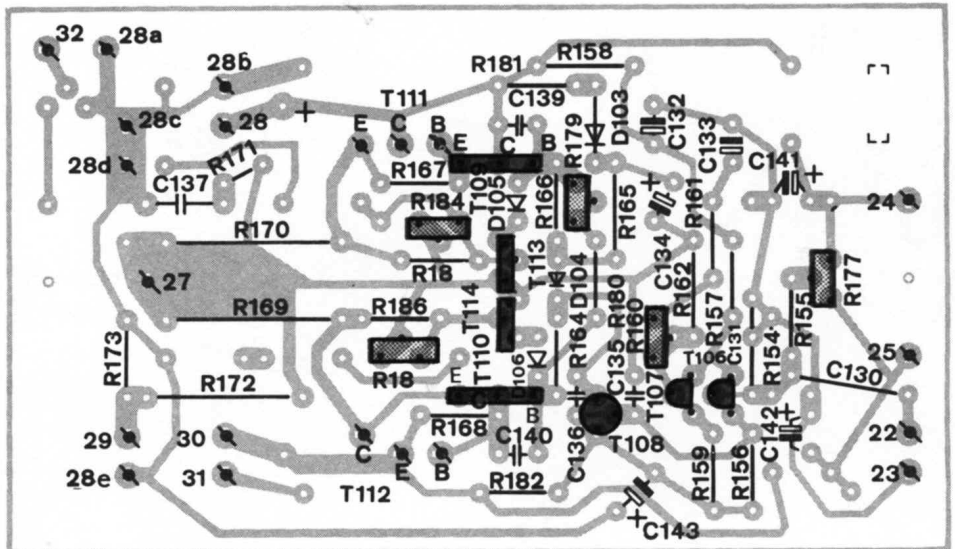 32
28a
28b
R181
R158
T111
C139
D103
C132
28c
28
+
E
C
B
E
C
B
R179
C133
28d
R171
R167
T109
C141
C137
R184
D105
R166
R165
+
R161
+
24
R170
R18
T113
C134
27
D104
R162
R177
R169
R186
T114
R164
R180
R160
R157
C131
R155
R173
T110
D106
C135
T106
R154
25
R18
E
T107
C130
R172
C
B
R168
C136
T108
C142
+
22
29
30
C140
C
E
B
R159
R156
23
28e
31
R182
T112
+
C143